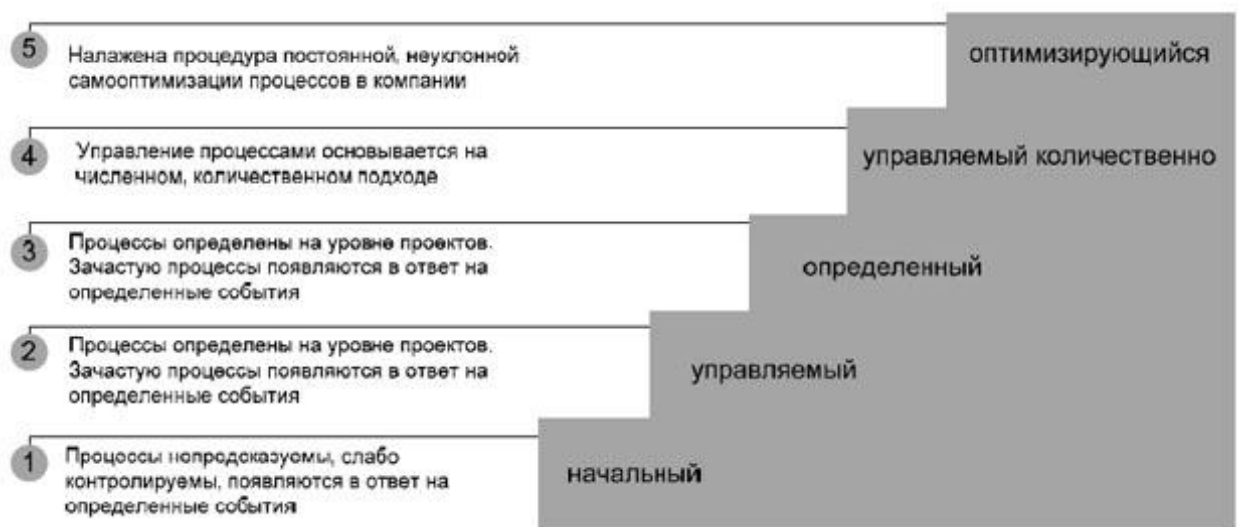 5
Налажена процедура постоянной, неуклонной
самооптимизации процессов в компании
оптимизирующийся
4
Управление процессами основывается на
численном, количественном подходе
управляемый количественно
3
Процессы определены на уровне проектов.
Зачастую процессы появляются в ответ на
определенные события
определенный
2
Процессы определены на уровне проектов.
Зачастую процессы появляются в ответ на
определенные события
управляемый
1
Процессы непредсказуемы, слабо
контролируемы, появляются в ответ на
определенные события
начальный